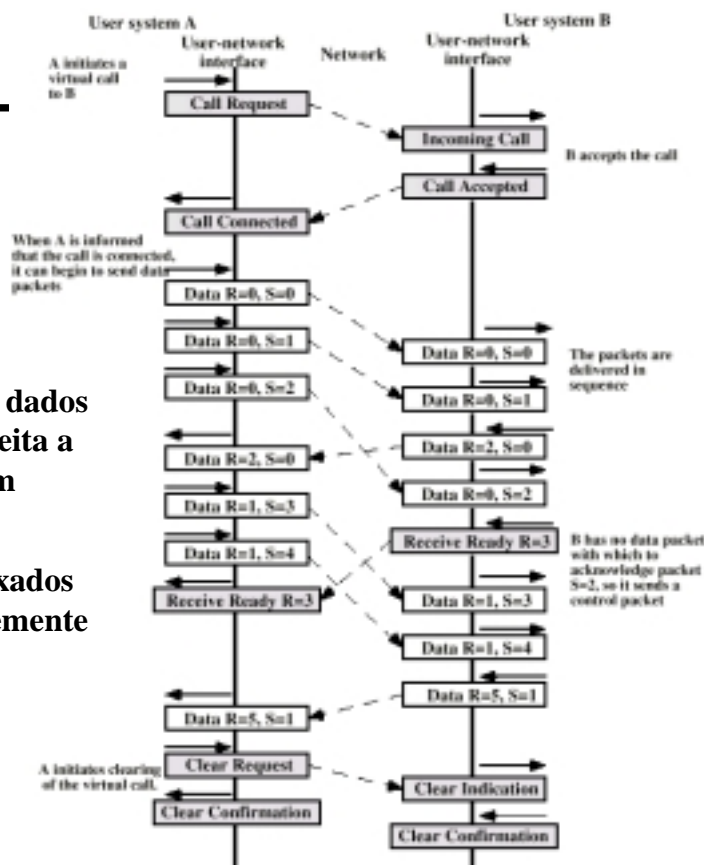 User system A
User system B
User-network
interface
Network
User-network
interface
A initiates a
virtual call
to B
Call Request
Incoming Call
B accepts the call
Call Accepted
Call Connected
When A is informed
that the call is connected,
it can begin to send data
packets
Data R=0, S=0
Data R=0, S=1
Data R=0, S=0
The packets are
delivered in
sequence
Data R=0, S=2
Data R=0, S=1
dados
eita a
Data R=2, S=0
Data R=2, S=0
m
Data R=0, S=2
Data R=1, S=3
Receive Ready R=3
B has no data packet
with which to
acknowledge packet
S=2, so it sends a
control packet
Data R=1, S=4
xados
Receive Ready R=3
Data R=1, S=3
emente
Data R=1, S=4
Data R=5, S=1
Data R=5, S=1
A initiates clearing
of the virtual call.
Clear Request
Clear Indication
Clear Confirmation
Clear Confirmation